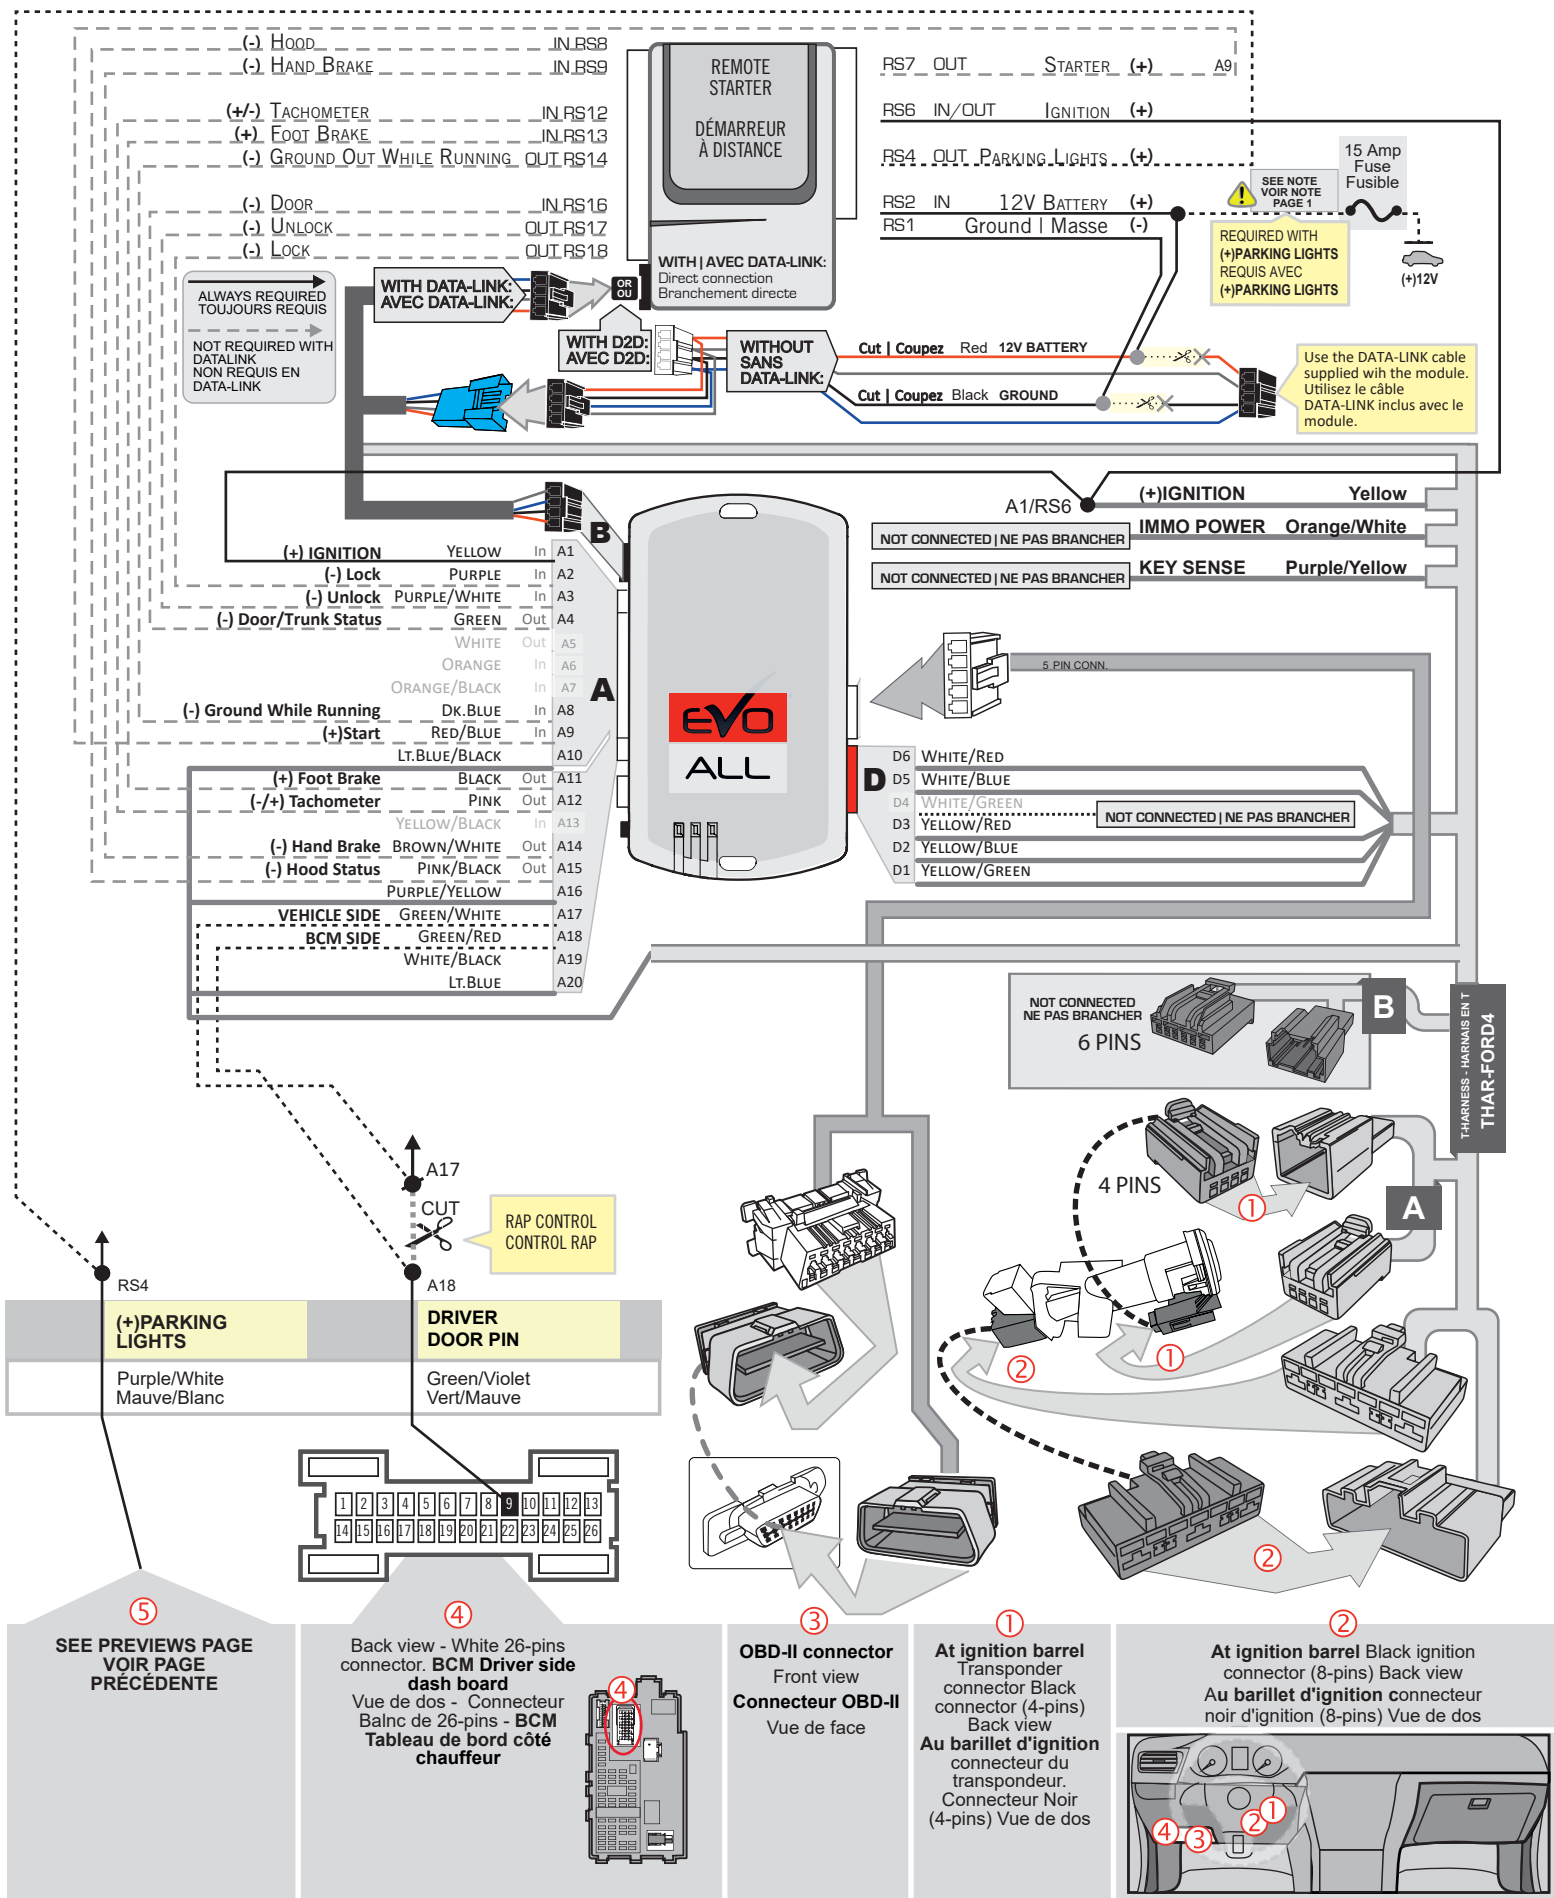 (-) HOOD IN RS8
(-) HAND BRAKE IN RS9
(+/-) TACHOMETER IN RS12
(+) FOOT BRAKE IN RS13
(-) GROUND OUT WHILE RUNNING OUT RS14
(-) DOOR IN RS16
(-) UNLOCK OUT RS17
(-) LOCK OUT RS18
REMOTE
STARTER
DÉMARREUR
À DISTANCE
WITH | AVEC DATA-LINK:
Direct connection
Branchement directe
RS7 OUT STARTER (+) A9
RS6 IN/OUT IGNITION (+)
RS4 OUT PARKING LIGHTS (+)
RS2 IN 12V BATTERY (+)
RS1 Ground | Masse (-)
SEE NOTE
VOIR NOTE
PAGE 1
15 Amp
Fuse
Fusible
REQUIRED WITH
(+)PARKING LIGHTS
REQUIS AVEC
(+)PARKING LIGHTS
(+)12V
ALWAYS REQUIRED
TOUJOURS REQUIS
NOT REQUIRED WITH
DATALINK
NON REQUIS EN
DATA-LINK
WITH DATA-LINK:
AVEC DATA-LINK:
OR
OU
WITH D2D:
AVEC D2D:
WITHOUT
SANS
DATA-LINK:
Cut | Coupez Red 12V BATTERY
Cut | Coupez Black GROUND
Use the DATA-LINK cable
supplied wih the module.
Utilisez le câble
DATA-LINK inclus avec le
module.
A1/RS6
(+)IGNITION Yellow
NOT CONNECTED | NE PAS BRANCHER IMMO POWER Orange/White
NOT CONNECTED | NE PAS BRANCHER KEY SENSE Purple/Yellow
B
(+) IGNITION YELLOW In A1
(-) Lock PURPLE In A2
(-) Unlock PURPLE/WHITE In A3
(-) Door/Trunk Status GREEN Out A4
WHITE Out A5
ORANGE In A6
ORANGE/BLACK In A7
(-) Ground While Running DK.BLUE In A8
(+)Start RED/BLUE In A9
LT.BLUE/BLACK A10
(+) Foot Brake BLACK Out A11
(-/+) Tachometer PINK Out A12
YELLOW/BLACK In A13
(-) Hand Brake BROWN/WHITE Out A14
(-) Hood Status PINK/BLACK Out A15
PURPLE/YELLOW A16
VEHICLE SIDE GREEN/WHITE A17
BCM SIDE GREEN/RED A18
WHITE/BLACK A19
LT.BLUE A20
A
EVO
ALL
5 PIN CONN.
D
D6 WHITE/RED
D5 WHITE/BLUE
D4 WHITE/GREEN
NOT CONNECTED | NE PAS BRANCHER
D3 YELLOW/RED
D2 YELLOW/BLUE
D1 YELLOW/GREEN
NOT CONNECTED
NE PAS BRANCHER
6 PINS
B
T-HARNESS - HARNAIS EN T
THAR-FORD4
4 PINS
A
1
1
2
2
A17
CUT
RAP CONTROL
CONTROL RAP
RS4
A18
(+)PARKING
LIGHTS
DRIVER
DOOR PIN
Purple/White
Mauve/Blanc
Green/Violet
Vert/Mauve
1 2 3 4 5 6 7 8 9 10 11 12 13
14 15 16 17 18 19 20 21 22 23 24 25 26
5
SEE PREVIEWS PAGE
VOIR PAGE
PRÉCÉDENTE
4
Back view - White 26-pins
connector. BCM Driver side
dash board
Vue de dos - Connecteur
Balnc de 26-pins - BCM
Tableau de bord côté
chauffeur
4
3
OBD-II connector
Front view
Connecteur OBD-II
Vue de face
1
At ignition barrel
Transponder
connector Black
connector (4-pins)
Back view
Au barillet d'ignition
connecteur du
transpondeur.
Connecteur Noir
(4-pins) Vue de dos
2
At ignition barrel Black ignition
connector (8-pins) Back view
Au barillet d'ignition connecteur
noir d'ignition (8-pins) Vue de dos
1
2
3
4